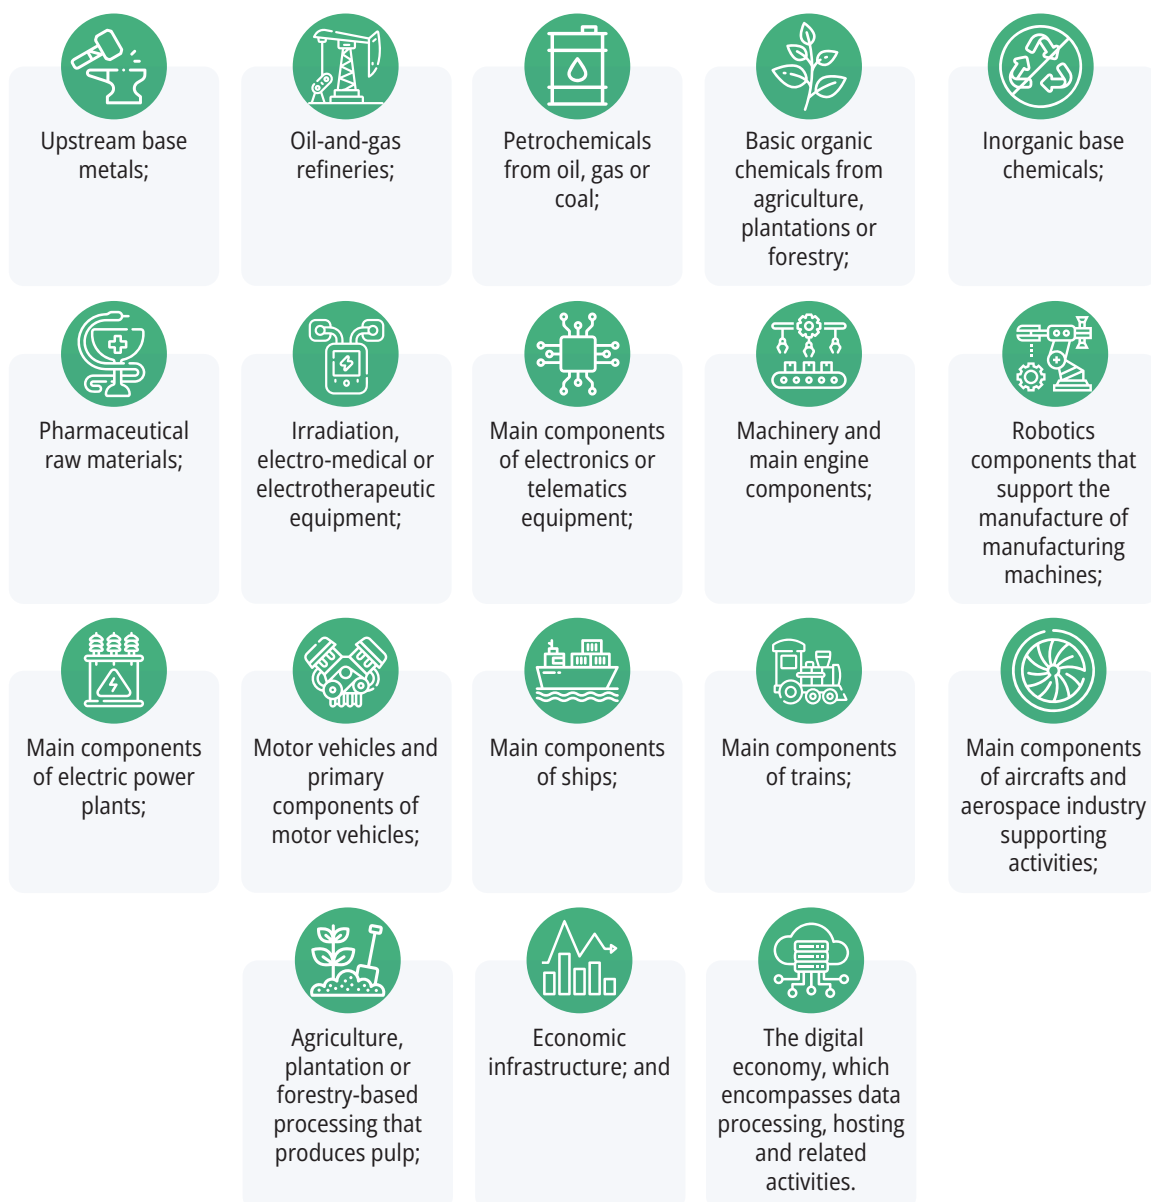 Upstream base
metals;
Oil-and-gas
refineries;
Petrochemicals
from oil, gas or
coal;
Basic organic
chemicals from
agriculture,
plantations or
forestry;
Inorganic base
chemicals;
Pharmaceutical
raw materials;
Irradiation,
electro-medical or
electrotherapeutic
equipment;
Main components
of electronics or
telematics
equipment;
Machinery and
main engine
components;
Robotics
components that
support the
manufacture of
manufacturing
machines;
Main components
of electric power
plants;
Motor vehicles and
primary
components of
motor vehicles;
Main components
of ships;
Main components
of trains;
Main components
of aircrafts and
aerospace industry
supporting
activities;
Agriculture,
plantation or
forestry-based
processing that
produces pulp;
Economic
infrastructure; and
The digital
economy, which
encompasses data
processing, hosting
and related
activities.